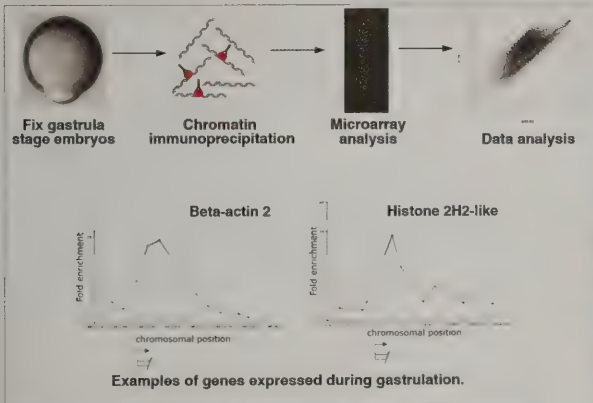 Fix gastrula
stage embryos
Chromatin
immunoprecipitation
Microarray
analysis
Data analysis
Beta-actin 2
Fold enrichment
chromosomal position
Histone 2H2-like
Fold enrichment
chromosomal position
Examples of genes expressed during gastrulation.